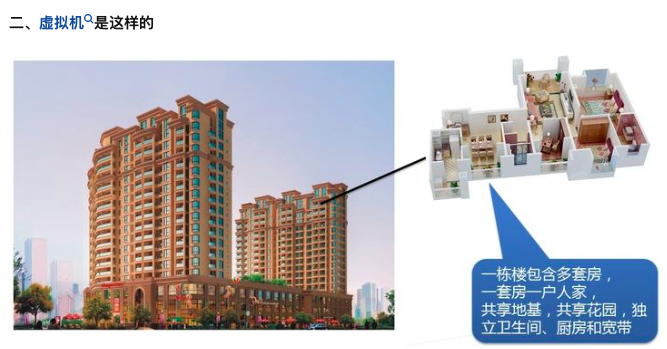 二、虚拟机是这样的
一栋楼包含多套房，
一套房一户人家，
共享地基，共享花园，独
立卫生间、厨房和宽带